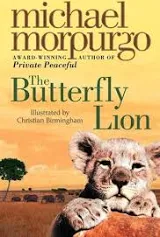 michael
morpurgo
AWARD-WINNING AUTHOR OF
Private Peaceful
The
Butterfly
Lion
Illustrated by
Christian Birmingham